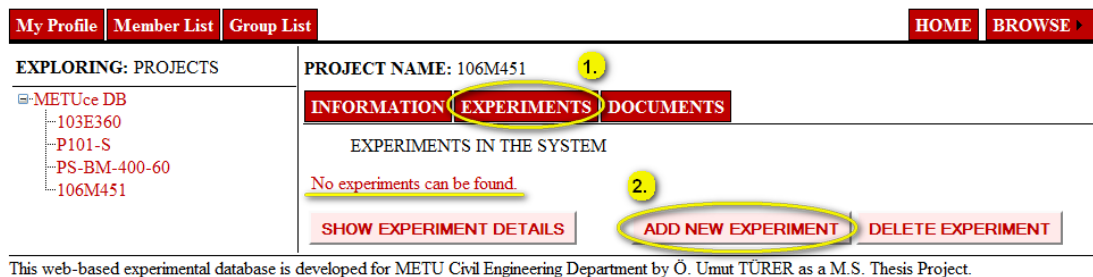 My Profile Member List Group List HOME BROWSE
EXPLORING: PROJECTS
METUce DB
103E360
P101-S
PS-BM-400-60
106M451
PROJECT NAME: 106M451 1.
INFORMATION EXPERIMENTS DOCUMENTS
EXPERIMENTS IN THE SYSTEM
No experiments can be found. 2.
SHOW EXPERIMENT DETAILS ADD NEW EXPERIMENT DELETE EXPERIMENT
This web-based experimental database is developed for METU Civil Engineering Department by Ö. Umut TÜRER as a M.S. Thesis Project.